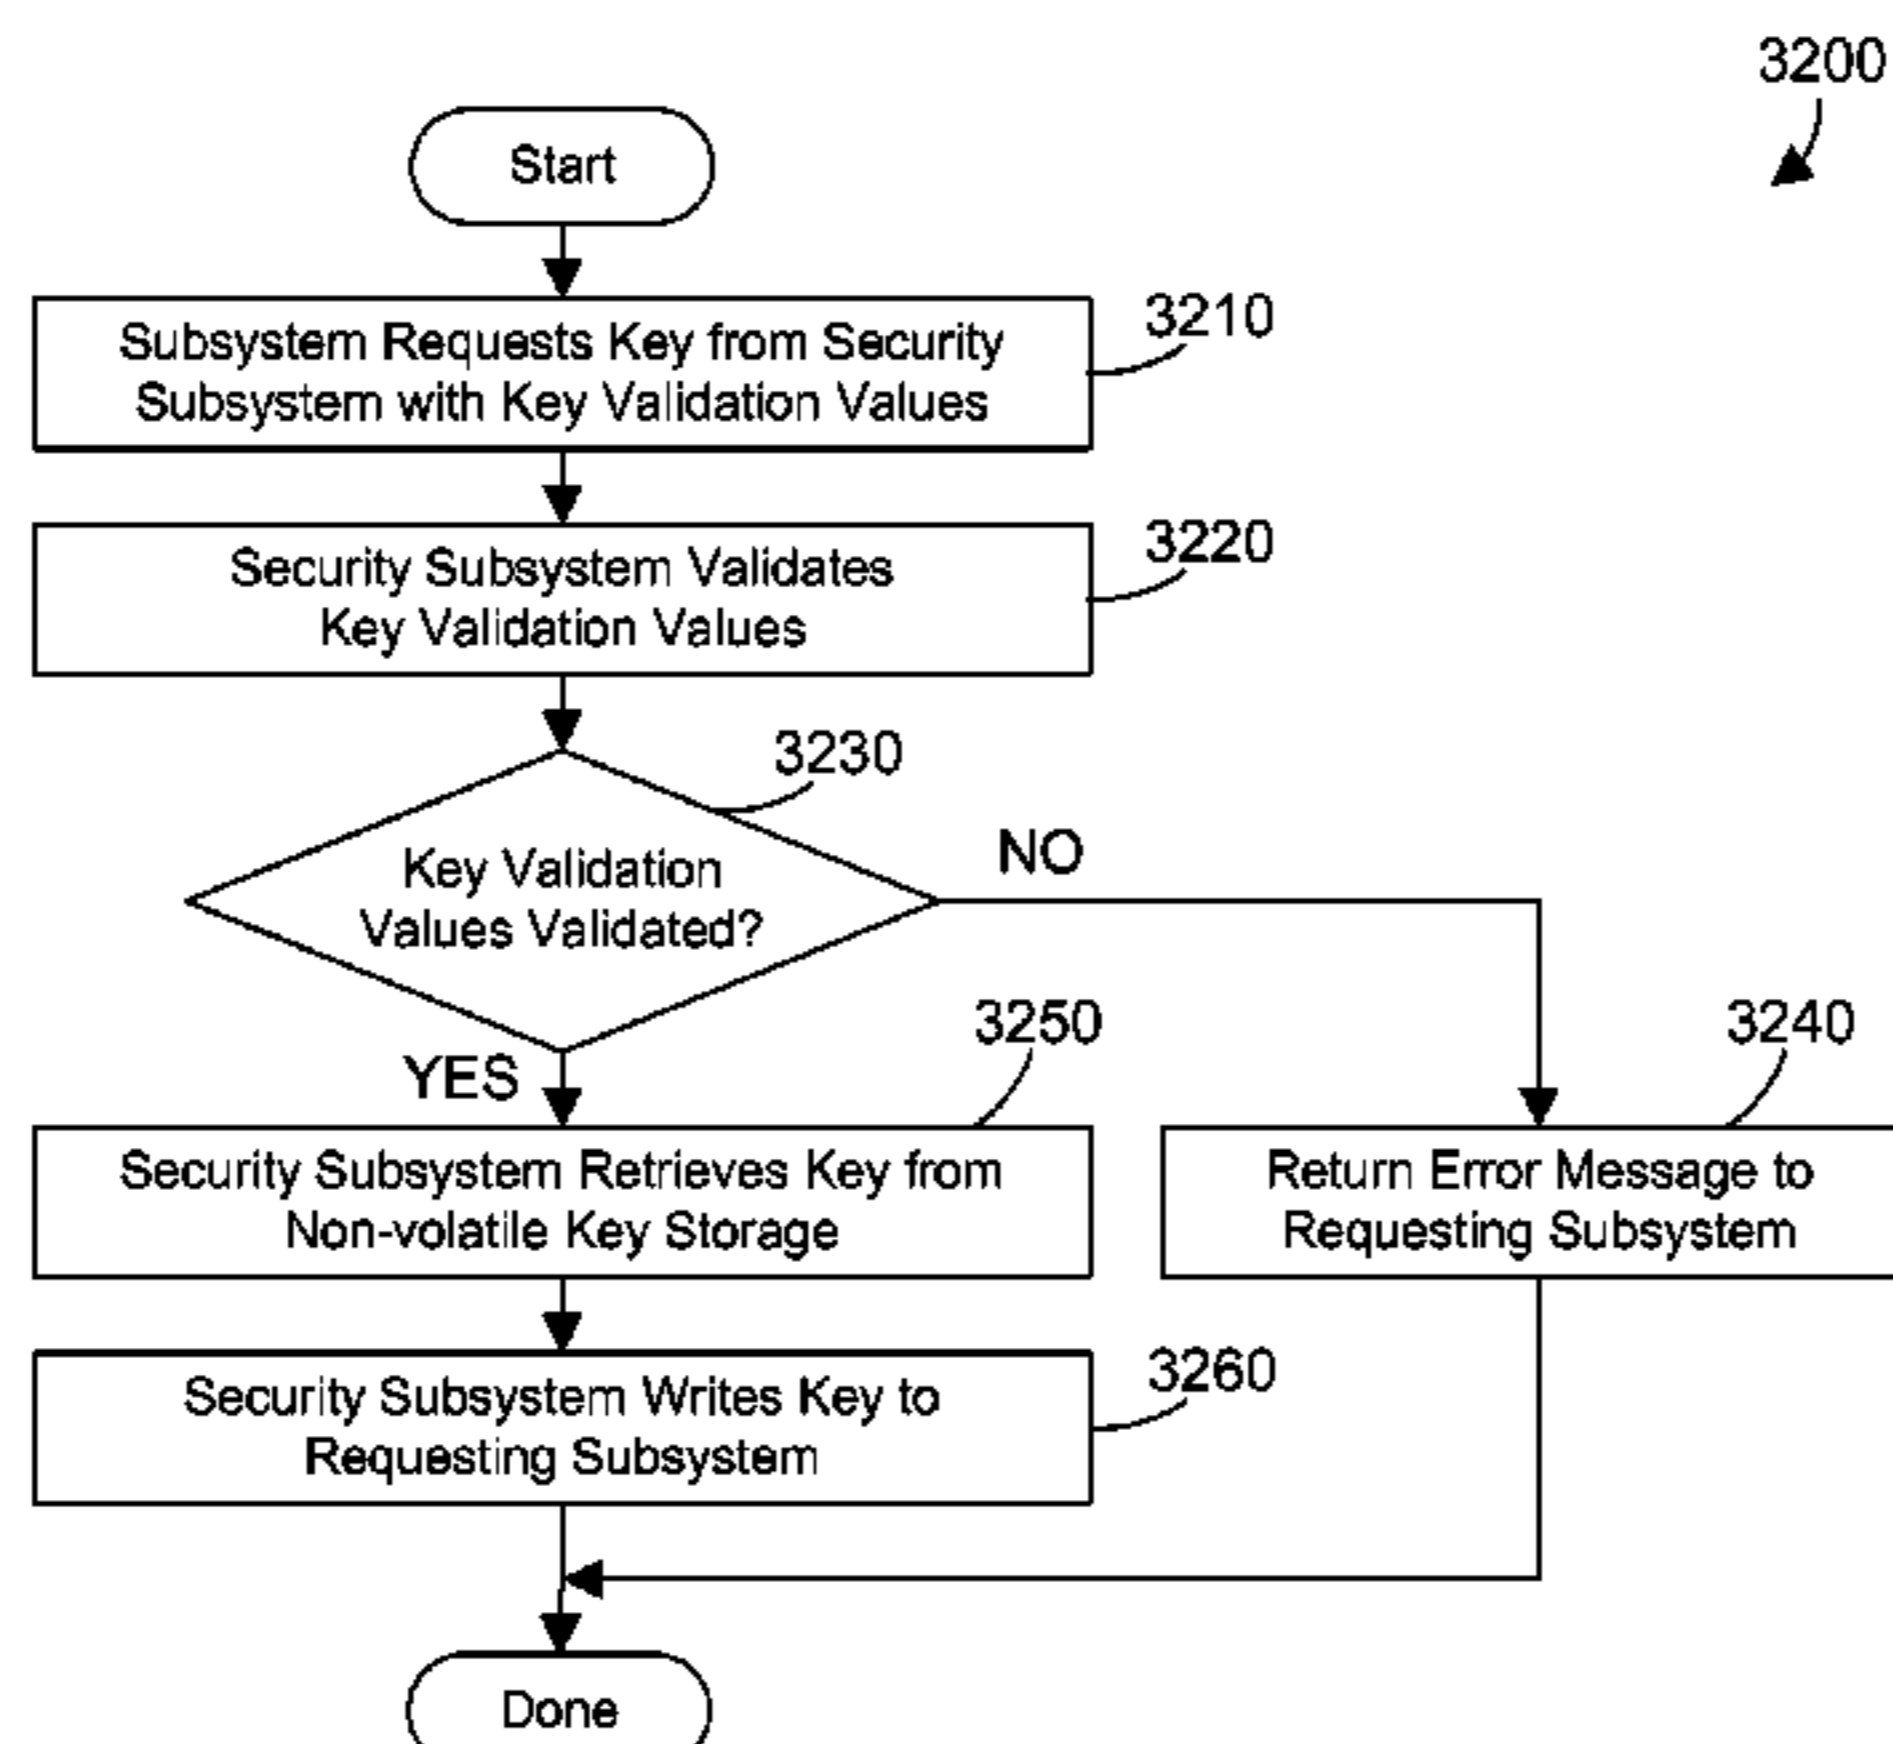 3200
Start
3210
Subsystem Requests Key from Security
Subsystem with Key Validation Values
3220
Security Subsystem Validates
Key Validation Values
3230
Key Validation
Values Validated?
NO
YES
3250
3240
Security Subsystem Retrieves Key from
Non-volatile Key Storage
Return Error Message to
Requesting Subsystem
3260
Security Subsystem Writes Key to
Requesting Subsystem
Done